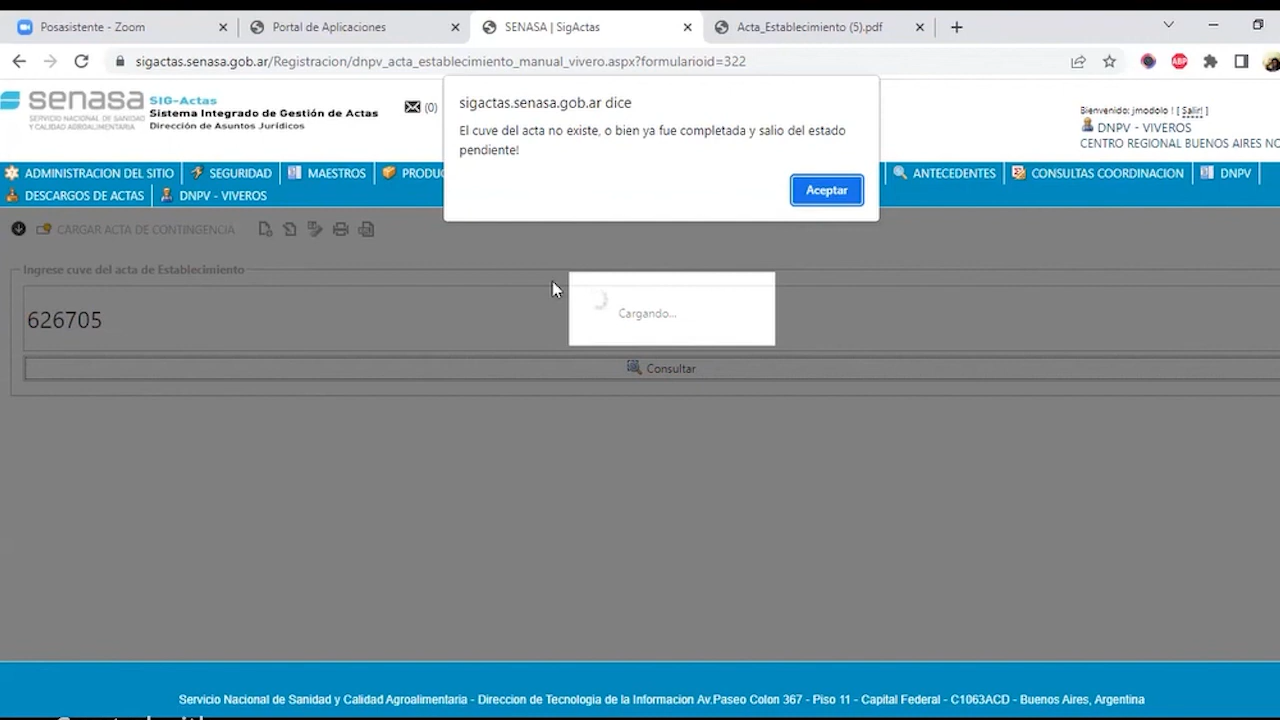 Posasistente - Zoom
Portal de Aplicaciones
SENASA | SigActas
Acta_Establecimiento (5).pdf
sigactas.senasa.gob.ar/Registracion/dnpv_acta_establecimiento_manual_vivero.aspx?formularioid=322
ABP
senasa
SERVICIO NACIONAL DE SANIDAD
Y CALIDAD AGROALIMENTARIA
SIG-Actas
Sistema Integrado de Gestión de Actas
Dirección de Asuntos Jurídicos
(0)
sigactas.senasa.gob.ar dice
El cuve del acta no existe, o bien ya fue completada y salio del estado
pendiente!
Aceptar
Bienvenido: jmodolo ! [ Salir! ]
DNPV - VIVEROS
CENTRO REGIONAL BUENOS AIRES NO
ADMINISTRACION DEL SITIO
SEGURIDAD
MAESTROS
PRODU
ANTECEDENTES
CONSULTAS COORDINACION
DNPV
DESCARGOS DE ACTAS
DNPV - VIVEROS
CARGAR ACTA DE CONTINGENCIA
Ingrese cuve del acta de Establecimiento
626705
Cargando...
Consultar
Servicio Nacional de Sanidad y Calidad Agroalimentaria - Direccion de Tecnologia de la Informacion Av.Paseo Colon 367 - Piso 11 - Capital Federal - C1063ACD - Buenos Aires, Argentina